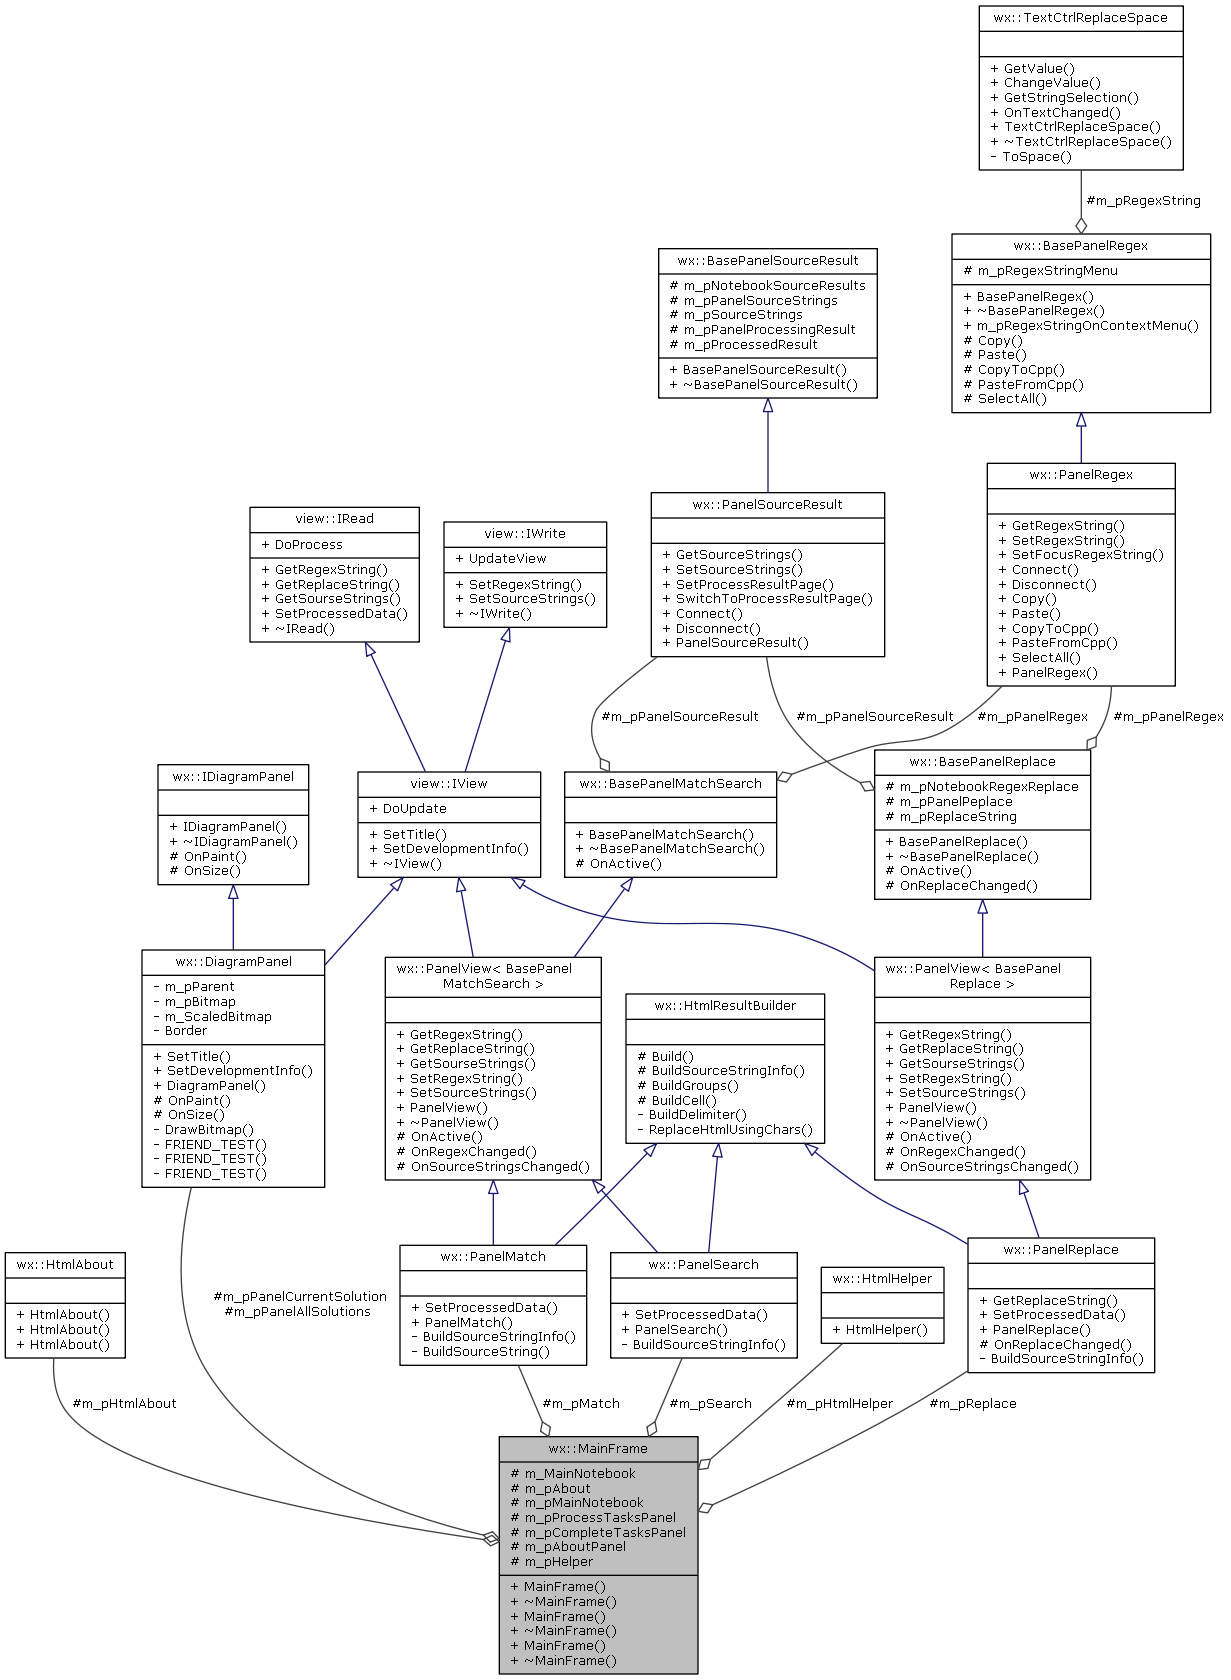 wx::TextCtrlReplaceSpace
+ GetValue()
+ ChangeValue()
+ GetStringSelection()
+ OnTextChanged()
+ TextCtrlReplaceSpace()
+ ~TextCtrlReplaceSpace()
- ToSpace()
#m_pRegexString
wx::BasePanelRegex
# m_pRegexStringMenu
+ BasePanelRegex()
+ ~BasePanelRegex()
+ m_pRegexStringOnContextMenu()
# Copy()
# Paste()
# CopyToCpp()
# PasteFromCpp()
# SelectAll()
wx::BasePanelSourceResult
# m_pNotebookSourceResults
# m_pPanelSourceStrings
# m_pSourceStrings
# m_pPanelProcessingResult
# m_pProcessedResult
+ BasePanelSourceResult()
+ ~BasePanelSourceResult()
wx::PanelRegex
+ GetRegexString()
+ SetRegexString()
+ SetFocusRegexString()
+ Connect()
+ Disconnect()
+ Copy()
+ Paste()
+ CopyToCpp()
+ PasteFromCpp()
+ SelectAll()
+ PanelRegex()
wx::PanelSourceResult
+ GetSourceStrings()
+ SetSourceStrings()
+ SetProcessResultPage()
+ SwitchToProcessResultPage()
+ Connect()
+ Disconnect()
+ PanelSourceResult()
view::IRead
+ DoProcess
+ GetRegexString()
+ GetReplaceString()
+ GetSourseStrings()
+ SetProcessedData()
+ ~IRead()
view::IWrite
+ UpdateView
+ SetRegexString()
+ SetSourceStrings()
+ ~IWrite()
#m_pPanelSourceResult
#m_pPanelSourceResult
#m_pPanelRegex
#m_pPanelRegex
wx::IDiagramPanel
+ IDiagramPanel()
+ ~IDiagramPanel()
# OnPaint()
# OnSize()
view::IView
+ DoUpdate
+ SetTitle()
+ SetDevelopmentInfo()
+ ~IView()
wx::BasePanelMatchSearch
+ BasePanelMatchSearch()
+ ~BasePanelMatchSearch()
# OnActive()
wx::BasePanelReplace
# m_pNotebookRegexReplace
# m_pPanelPeplace
# m_pReplaceString
+ BasePanelReplace()
+ ~BasePanelReplace()
# OnActive()
# OnReplaceChanged()
wx::DiagramPanel
- m_pParent
- m_pBitmap
- m_ScaledBitmap
- Border
+ SetTitle()
+ SetDevelopmentInfo()
+ DiagramPanel()
# OnPaint()
# OnSize()
- DrawBitmap()
- FRIEND_TEST()
- FRIEND_TEST()
- FRIEND_TEST()
wx::PanelView< BasePanel
MatchSearch >
+ GetRegexString()
+ GetReplaceString()
+ GetSourseStrings()
+ SetRegexString()
+ SetSourceStrings()
+ PanelView()
+ ~PanelView()
# OnActive()
# OnRegexChanged()
# OnSourceStringsChanged()
wx::HtmlResultBuilder
# Build()
# BuildSourceStringInfo()
# BuildGroups()
# BuildCell()
- BuildDelimiter()
- ReplaceHtmlUsingChars()
wx::PanelView< BasePanel
Replace >
+ GetRegexString()
+ GetReplaceString()
+ GetSourseStrings()
+ SetRegexString()
+ SetSourceStrings()
+ PanelView()
+ ~PanelView()
# OnActive()
# OnRegexChanged()
# OnSourceStringsChanged()
wx::HtmlAbout
+ HtmlAbout()
+ HtmlAbout()
+ HtmlAbout()
#m_pPanelCurrentSolution
#m_pPanelAllSolutions
wx::PanelMatch
+ SetProcessedData()
+ PanelMatch()
- BuildSourceStringInfo()
- BuildSourceString()
wx::PanelSearch
+ SetProcessedData()
+ PanelSearch()
- BuildSourceStringInfo()
wx::HtmlHelper
+ HtmlHelper()
wx::PanelReplace
+ GetReplaceString()
+ SetProcessedData()
+ PanelReplace()
# OnReplaceChanged()
- BuildSourceStringInfo()
#m_pHtmlAbout
#m_pMatch
#m_pSearch
#m_pHtmlHelper
#m_pReplace
wx::MainFrame
# m_MainNotebook
# m_pAbout
# m_pMainNotebook
# m_pProcessTasksPanel
# m_pCompleteTasksPanel
# m_pAboutPanel
# m_pHelper
+ MainFrame()
+ ~MainFrame()
+ MainFrame()
+ ~MainFrame()
+ MainFrame()
+ ~MainFrame()